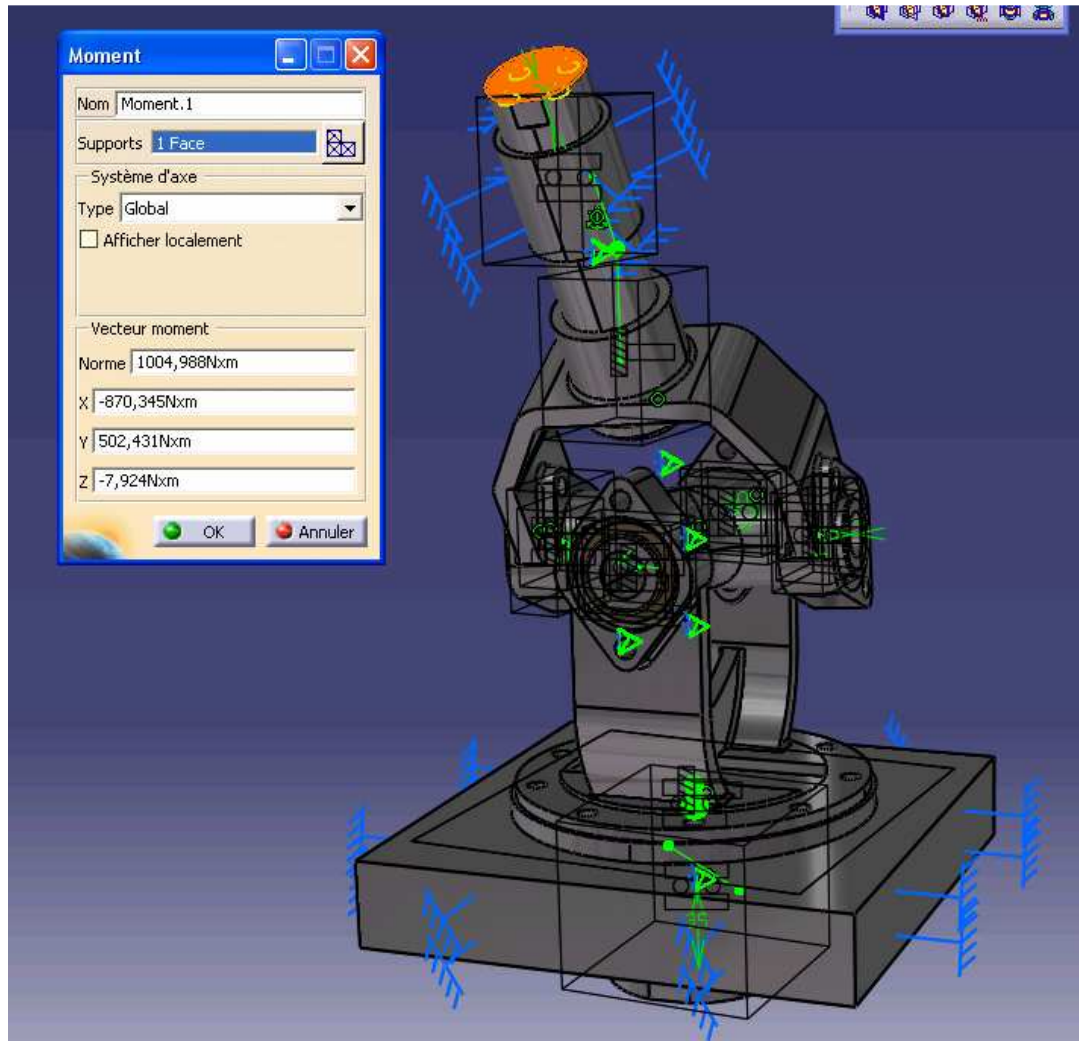 Moment
Nom Moment.1
Supports 1 Face
Système d'axe
Type Global
Afficher localement
Vecteur moment
Norme 1004,988Nxm
X -870,345Nxm
Y 502,431Nxm
Z -7,924Nxm
OK Annuler